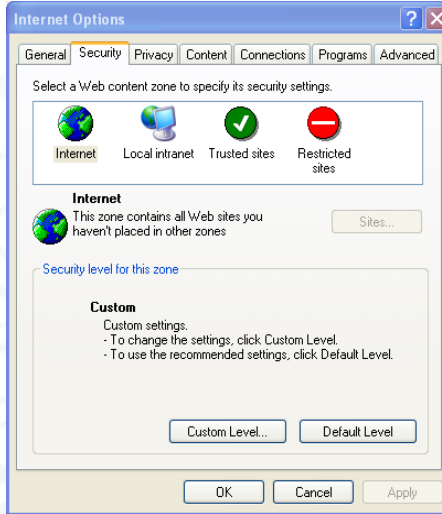 Internet Options
General Security Privacy Content Connections Programs Advanced
Select a Web content zone to specify its security settings.
Internet Local intranet Trusted sites Restricted
sites
Internet
This zone contains all Web sites you
haven't placed in other zones
Sites...
Security level for this zone
Custom
Custom settings.
- To change the settings, click Custom Level.
- To use the recommended settings, click Default Level.
Custom Level... Default Level
OK Cancel Apply